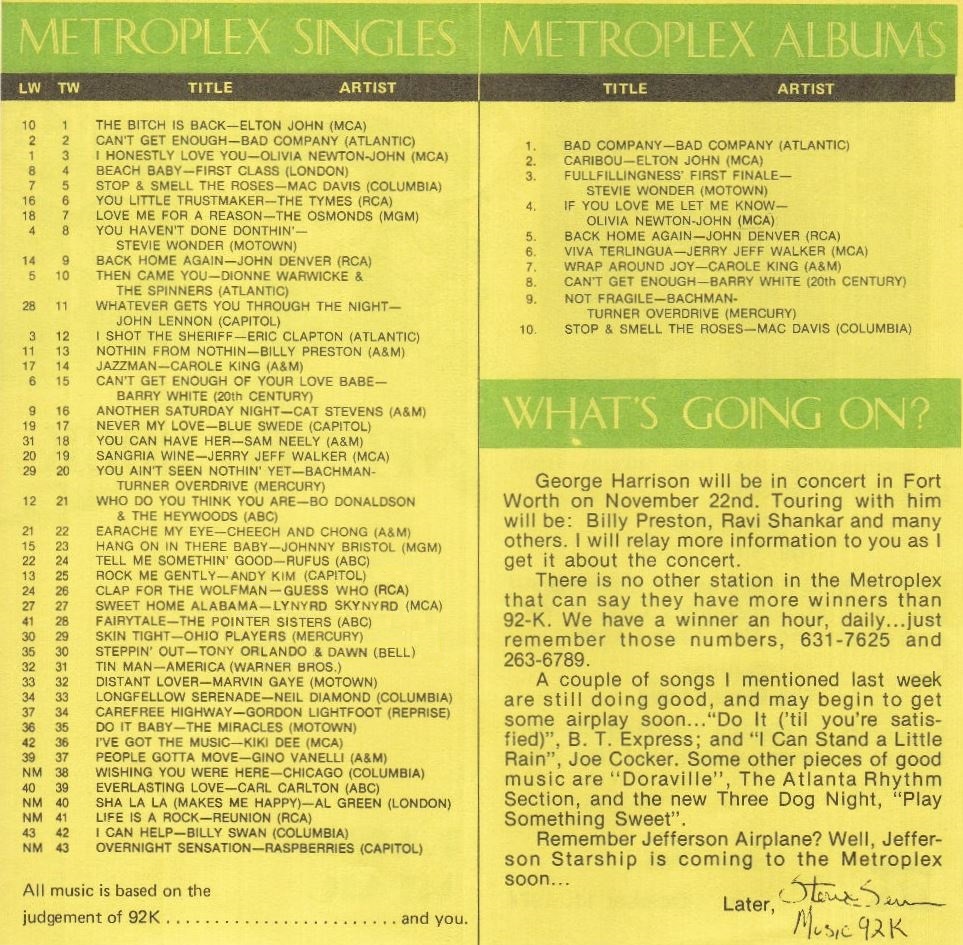 METROPLEX SINGLES
LW TW TITLE ARTIST
10 1 THE BITCH IS BACK—ELTON JOHN (MCA)
2 2 CAN'T GET ENOUGH—BAD COMPANY (ATLANTIC)
1 3 I HONESTLY LOVE YOU—OLIVIA NEWTON-JOHN (MCA)
8 4 BEACH BABY—FIRST CLASS (LONDON)
7 5 STOP & SMELL THE ROSES—MAC DAVIS (COLUMBIA)
16 6 YOU LITTLE TRUSTMAKER—THE TYMES (RCA)
18 7 LOVE ME FOR A REASON—THE OSMONDS (MGM)
4 8 YOU HAVEN'T DONE DONTHIN'—
STEVIE WONDER (MOTOWN)
14 9 BACK HOME AGAIN—JOHN DENVER (RCA)
5 10 THEN CAME YOU—DIONNE WARWICKE &
THE SPINNERS (ATLANTIC)
28 11 WHATEVER GETS YOU THROUGH THE NIGHT—
JOHN LENNON (CAPITOL)
3 12 I SHOT THE SHERIFF—ERIC CLAPTON (ATLANTIC)
11 13 NOTHIN FROM NOTHIN—BILLY PRESTON (A&M)
17 14 JAZZMAN—CAROLE KING (A&M)
6 15 CAN'T GET ENOUGH OF YOUR LOVE BABE—
BARRY WHITE (20th CENTURY)
9 16 ANOTHER SATURDAY NIGHT—CAT STEVENS (A&M)
19 17 NEVER MY LOVE—BLUE SWEDE (CAPITOL)
31 18 YOU CAN HAVE HER—SAM NEELY (A&M)
20 19 SANGRIA WINE—JERRY JEFF WALKER (MCA)
29 20 YOU AIN'T SEEN NOTHIN' YET—BACHMAN-
TURNER OVERDRIVE (MERCURY)
12 21 WHO DO YOU THINK YOU ARE—BO DONALDSON
& THE HEYWOODS (ABC)
21 22 EARACHE MY EYE—CHEECH AND CHONG (A&M)
15 23 HANG ON IN THERE BABY—JOHNNY BRISTOL (MGM)
22 24 TELL ME SOMETHIN' GOOD—RUFUS (ABC)
13 25 ROCK ME GENTLY—ANDY KIM (CAPITOL)
24 26 CLAP FOR THE WOLFMAN—GUESS WHO (RCA)
27 27 SWEET HOME ALABAMA—LYNYRD SKYNYRD (MCA)
41 28 FAIRYTALE—THE POINTER SISTERS (ABC)
30 29 SKIN TIGHT—OHIO PLAYERS (MERCURY)
35 30 STEPPIN' OUT—TONY ORLANDO & DAWN (BELL)
32 31 TIN MAN—AMERICA (WARNER BROS.)
33 32 DISTANT LOVER—MARVIN GAYE (MOTOWN)
34 33 LONGFELLOW SERENADE—NEIL DIAMOND (COLUMBIA)
37 34 CAREFREE HIGHWAY—GORDON LIGHTFOOT (REPRISE)
36 35 DO IT BABY—THE MIRACLES (MOTOWN)
42 36 I'VE GOT THE MUSIC—KIKI DEE (MCA)
39 37 PEOPLE GOTTA MOVE—GINO VANELLI (A&M)
NM 38 WISHING YOU WERE HERE—CHICAGO (COLUMBIA)
40 39 EVERLASTING LOVE—CARL CARLTON (ABC)
NM 40 SHA LA LA (MAKES ME HAPPY)—AL GREEN (LONDON)
NM 41 LIFE IS A ROCK—REUNION (RCA)
43 42 I CAN HELP—BILLY SWAN (COLUMBIA)
NM 43 OVERNIGHT SENSATION—RASPBERRIES (CAPITOL)
All music is based on the
judgement of 92K . . . . . . . . . . . . . . . . . . . . . . and you.
METROPLEX ALBUMS
TITLE ARTIST
1. BAD COMPANY—BAD COMPANY (ATLANTIC)
2. CARIBOU—ELTON JOHN (MCA)
3. FULLFILLINGNESS' FIRST FINALE—
STEVIE WONDER (MOTOWN)
4. IF YOU LOVE ME LET ME KNOW—
OLIVIA NEWTON-JOHN (MCA)
5. BACK HOME AGAIN—JOHN DENVER (RCA)
6. VIVA TERLINGUA—JERRY JEFF WALKER (MCA)
7. WRAP AROUND JOY—CAROLE KING (A&M)
8. CAN'T GET ENOUGH—BARRY WHITE (20th CENTURY)
9. NOT FRAGILE—BACHMAN-
TURNER OVERDRIVE (MERCURY)
10. STOP & SMELL THE ROSES—MAC DAVIS (COLUMBIA)
WHAT'S GOING ON?
George Harrison will be in concert in Fort
Worth on November 22nd. Touring with him
will be: Billy Preston, Ravi Shankar and many
others. I will relay more information to you as I
get it about the concert.
There is no other station in the Metroplex
that can say they have more winners than
92-K. We have a winner an hour, daily...just
remember those numbers, 631-7625 and
263-6789.
A couple of songs I mentioned last week
are still doing good, and may begin to get
some airplay soon..."Do It ('til you're satis-
fied)", B. T. Express; and "I Can Stand a Little
Rain", Joe Cocker. Some other pieces of good
music are "Doraville", The Atlanta Rhythm
Section, and the new Three Dog Night, "Play
Something Sweet".
Remember Jefferson Airplane? Well, Jeffer-
son Starship is coming to the Metroplex
soon...
Later,
Music 92K